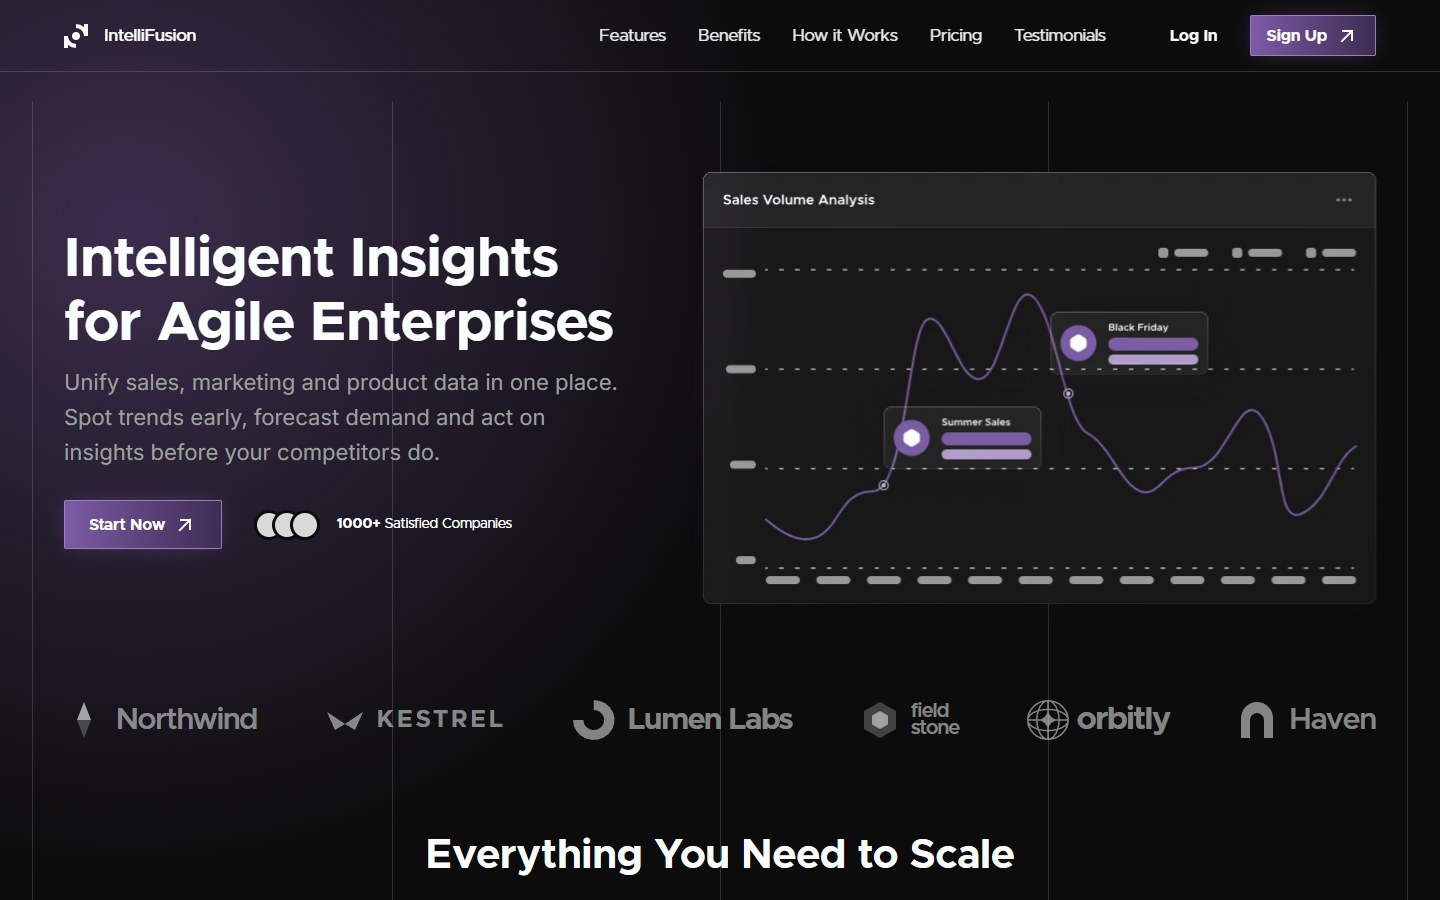 IntelliFusion
Features
Benefits
How it Works
Pricing
Testimonials
Log In
Sign Up
Intelligent Insights
for Agile Enterprises
Unify sales, marketing and product data in one place.
Spot trends early, forecast demand and act on
insights before your competitors do.
Start Now
1000+ Satisfied Companies
Sales Volume Analysis
Black Friday
Summer Sales
Northwind
KESTREL
Lumen Labs
field
stone
orbitly
Haven
Everything You Need to Scale